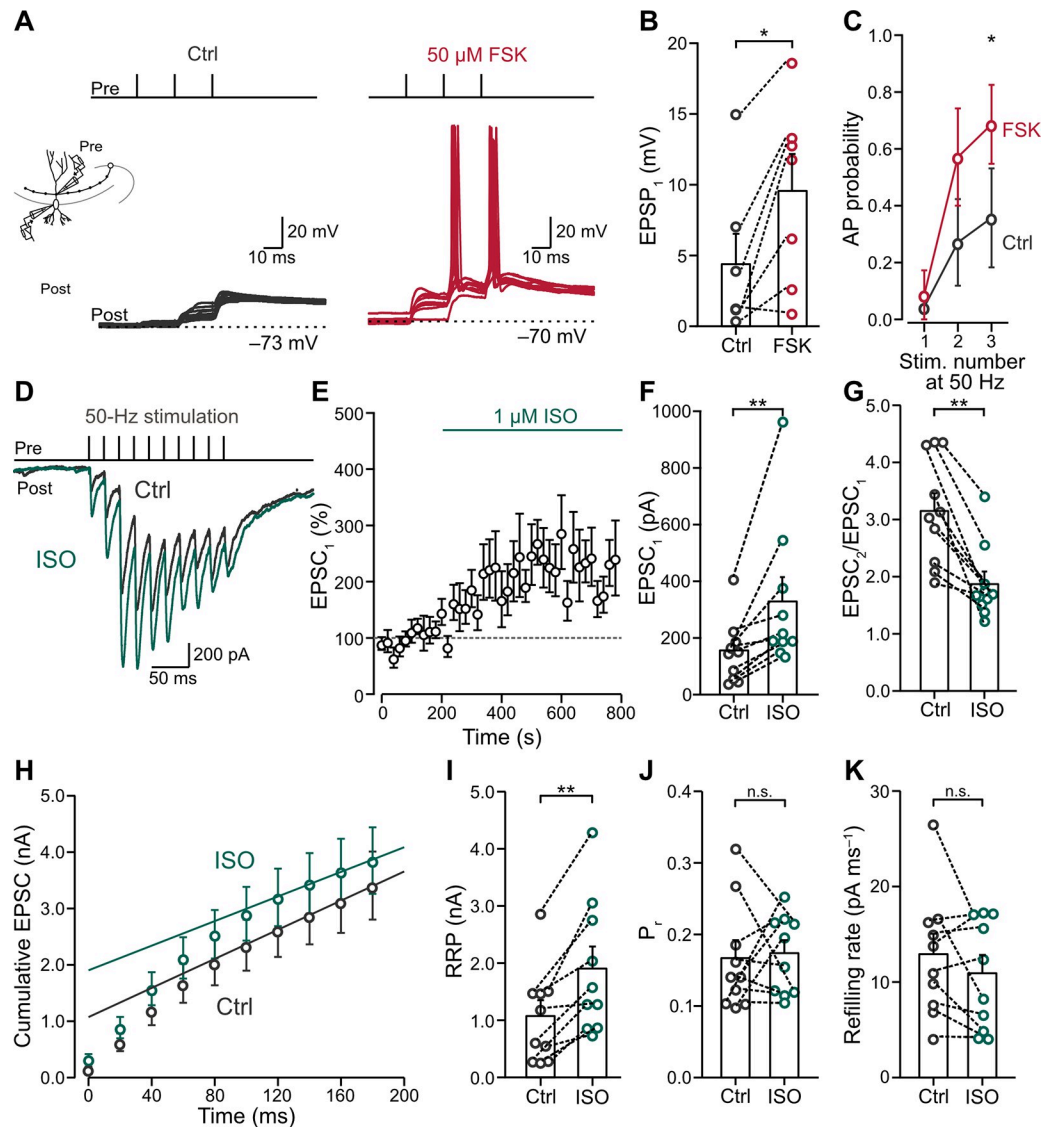 A
Ctrl
50 µM FSK
Pre
Pre
Post
20 mV
10 ms
20 mV
10 ms
Post
–73 mV
–70 mV
B
*
EPSP1 (mV)
20
15
10
5
0
Ctrl
FSK
C
*
AP probability
1.0
0.8
0.6
0.4
0.2
0.0
FSK
Ctrl
1
2
3
Stim. number
at 50 Hz
D
50-Hz stimulation
Pre
Post
Ctrl
ISO
200 pA
50 ms
E
1 µM ISO
EPSC1 (%)
500
400
300
200
100
0
0
200
400
600
800
Time (s)
F
**
EPSC1 (pA)
1000
800
600
400
200
0
Ctrl
ISO
G
**
EPSC2/EPSC1
5.0
4.0
3.0
2.0
1.0
0.0
Ctrl
ISO
H
Cumulative EPSC (nA)
5.0
4.0
3.0
2.0
1.0
0.0
ISO
Ctrl
0
40
80
120
160
200
Time (ms)
I
**
RRP (nA)
5.0
4.0
3.0
2.0
1.0
0.0
Ctrl
ISO
J
n.s.
Pr
0.4
0.3
0.2
0.1
0.0
Ctrl
ISO
K
n.s.
Refilling rate (pA ms–1)
30
20
10
0
Ctrl
ISO